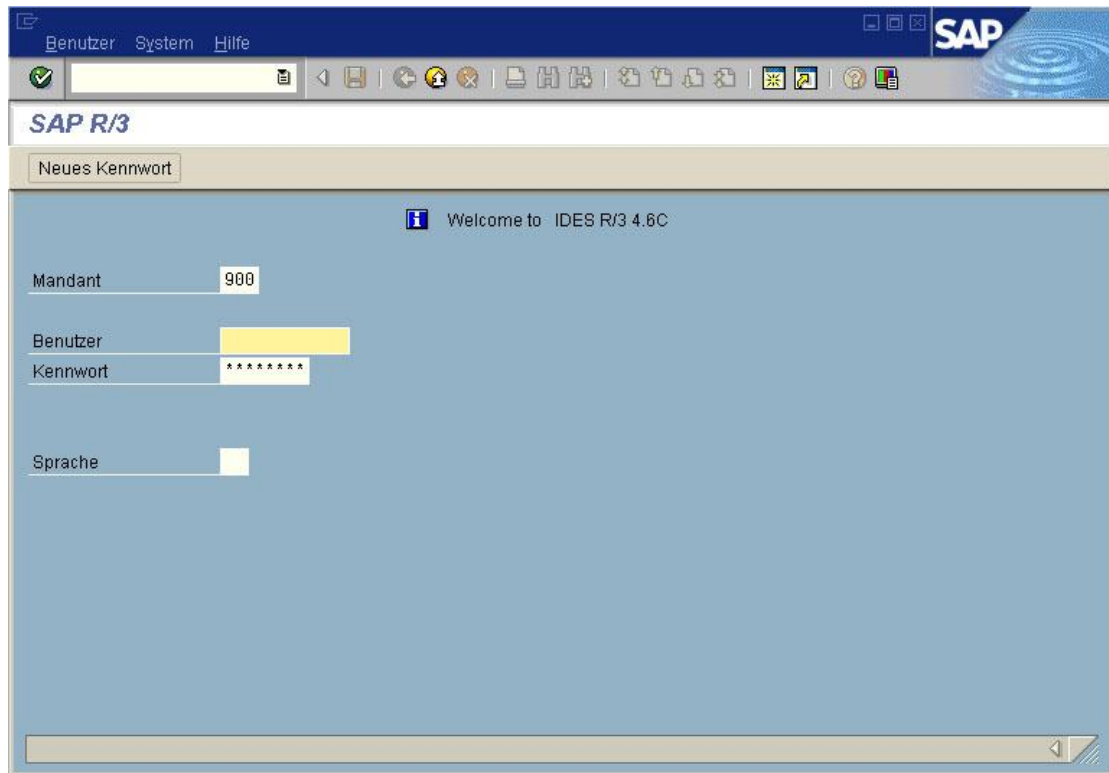 Benutzer System Hilfe
SAP
SAP R/3
Neues Kennwort
Welcome to IDES R/3 4.6C
Mandant 900
Benutzer
Kennwort ********
Sprache